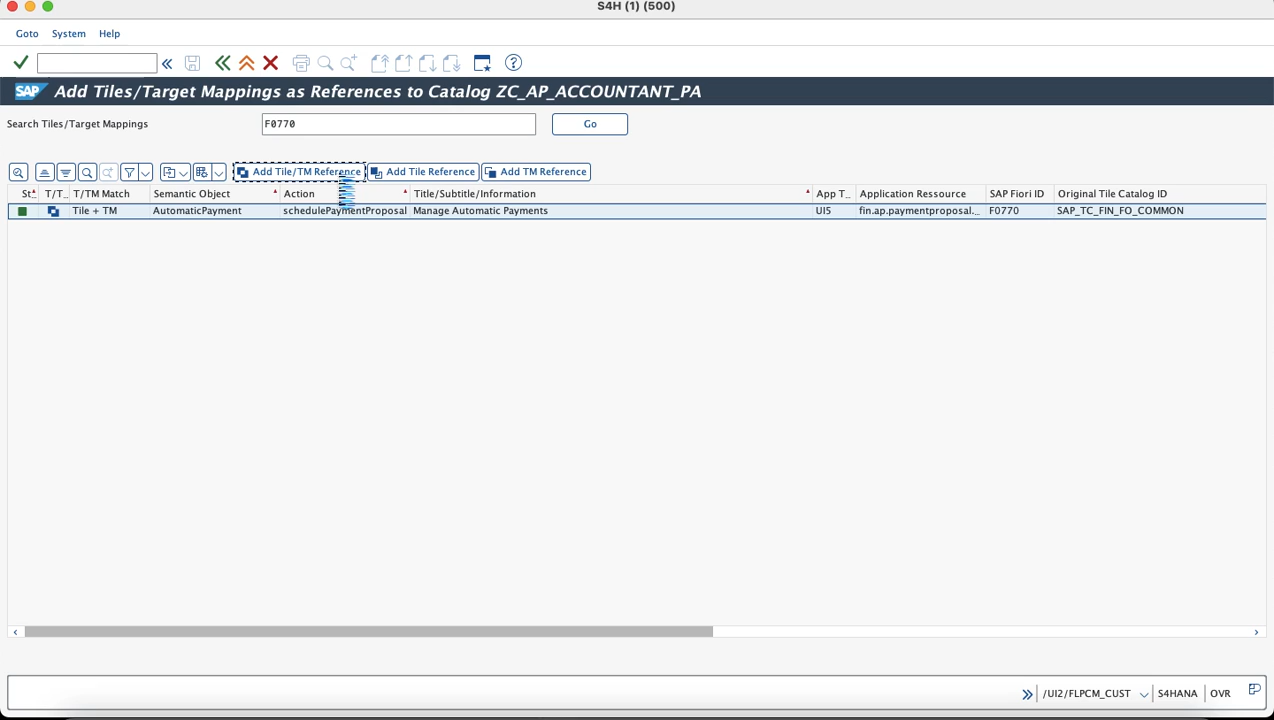 S4H (1) (500)
Goto System Help
SAP Add Tiles/Target Mappings as References to Catalog ZC_AP_ACCOUNTANT_PA
Search Tiles/Target Mappings F0770 Go
Add Tile/TM Reference Add Tile Reference Add TM Reference
St. T/T... T/TM Match Semantic Object Action Title/Subtitle/Information App T... Application Ressource SAP Fiori ID Original Tile Catalog ID
Tile + TM AutomaticPayment schedulePaymentProposal Manage Automatic Payments UI5 fin.ap.paymentproposal... F0770 SAP_TC_FIN_FO_COMMON
/UI2/FLPCM_CUST S4HANA OVR